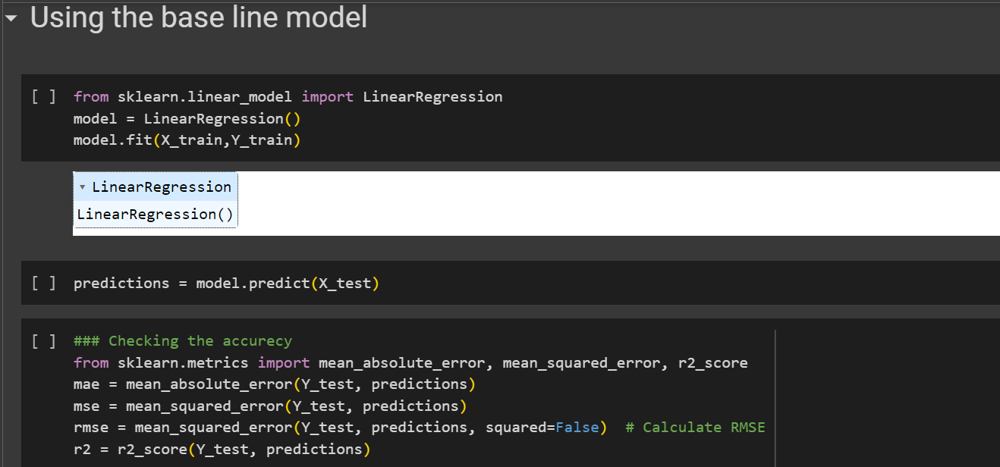 Using the base line model
[ ] from sklearn.linear_model import LinearRegression
model = LinearRegression()
model.fit(X_train,Y_train)
LinearRegression
LinearRegression()
[ ] predictions = model.predict(X_test)
[ ] ### Checking the accurecy
from sklearn.metrics import mean_absolute_error, mean_squared_error, r2_score
mae = mean_absolute_error(Y_test, predictions)
mse = mean_squared_error(Y_test, predictions)
rmse = mean_squared_error(Y_test, predictions, squared=False)  # Calculate RMSE
r2 = r2_score(Y_test, predictions)